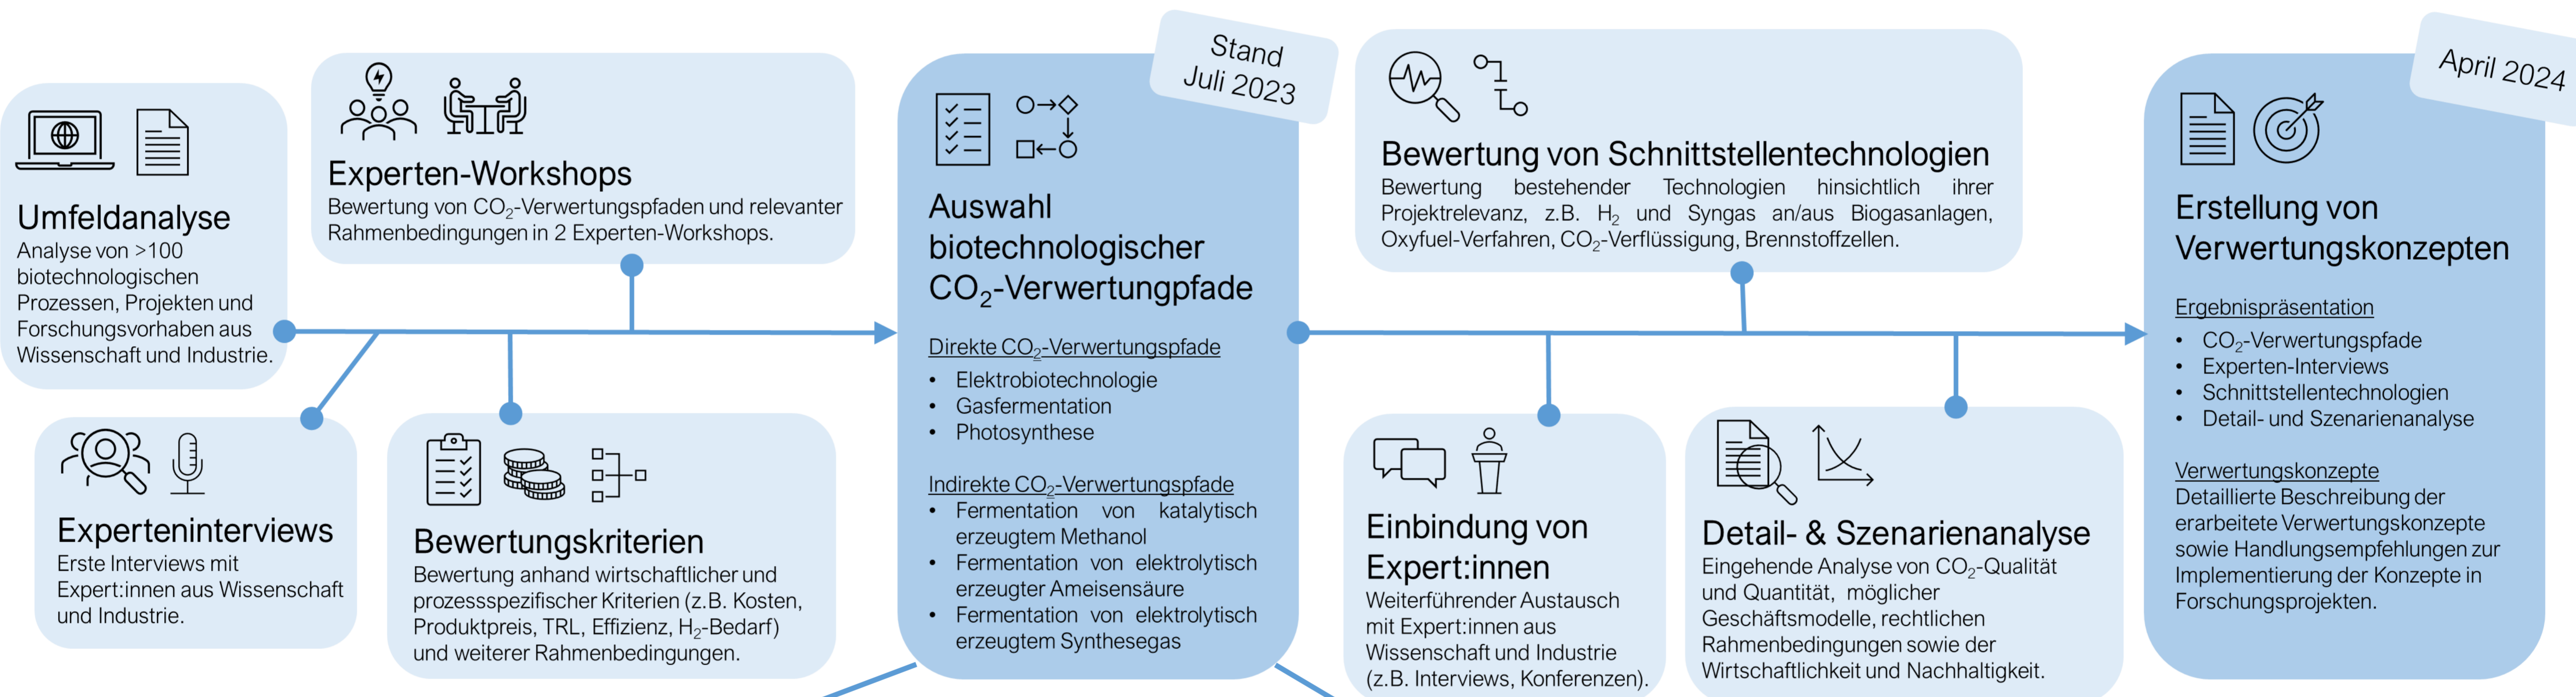 Umfeldanalyse
Analyse von >100
biotechnologischen
Prozessen, Projekten und
Forschungsvorhaben aus
Wissenschaft und Industrie.
Experten-Workshops
Bewertung von CO₂-Verwertungspfaden und relevanter
Rahmenbedingungen in 2 Experten-Workshops.
Experteninterviews
Erste Interviews mit
Expert:innen aus Wissenschaft
und Industrie.
Bewertungskriterien
Bewertung anhand wirtschaftlicher und
prozessspezifischer Kriterien (z.B. Kosten,
Produktpreis, TRL, Effizienz, H₂-Bedarf)
und weiterer Rahmenbedingungen.
Stand
Juli 2023
Auswahl
biotechnologischer
CO₂-Verwertungpfade
Direkte CO₂-Verwertungspfade
• Elektrobiotechnologie
• Gasfermentation
• Photosynthese
Indirekte CO₂-Verwertungspfade
• Fermentation von katalytisch
erzeugtem Methanol
• Fermentation von elektrolytisch
erzeugter Ameisensäure
• Fermentation von elektrolytisch
erzeugtem Synthesegas
Bewertung von Schnittstellentechnologien
Bewertung bestehender Technologien hinsichtlich ihrer
Projektrelevanz, z.B. H₂ und Syngas an/aus Biogasanlagen,
Oxyfuel-Verfahren, CO₂-Verflüssigung, Brennstoffzellen.
Einbindung von
Expert:innen
Weiterführender Austausch
mit Expert:innen aus
Wissenschaft und Industrie
(z.B. Interviews, Konferenzen).
Detail- & Szenarienanalyse
Eingehende Analyse von CO₂-Qualität
und Quantität, möglicher
Geschäftsmodelle, rechtlichen
Rahmenbedingungen sowie der
Wirtschaftlichkeit und Nachhaltigkeit.
April 2024
Erstellung von
Verwertungskonzepten
Ergebnispräsentation
• CO₂-Verwertungspfade
• Experten-Interviews
• Schnittstellentechnologien
• Detail- und Szenarienanalyse
Verwertungskonzepte
Detaillierte Beschreibung der
erarbeitete Verwertungskonzepte
sowie Handlungsempfehlungen zur
Implementierung der Konzepte in
Forschungsprojekten.